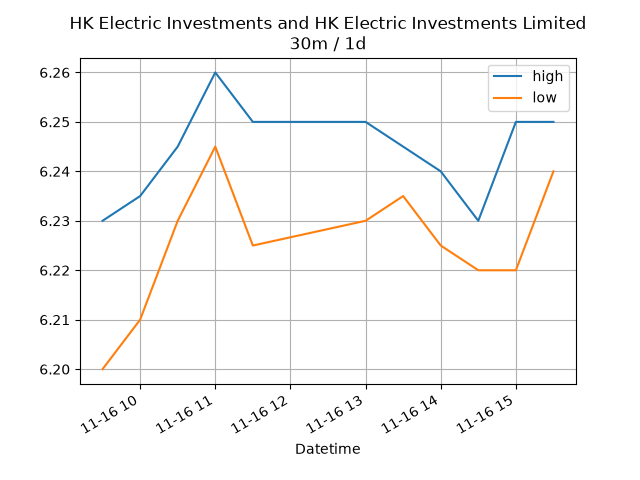 HK Electric Investments and HK Electric Investments Limited
30m / 1d
high
low
6.26
6.25
6.24
6.23
6.22
6.21
6.20
11-16 10
11-16 11
11-16 12
11-16 13
11-16 14
11-16 15
Datetime